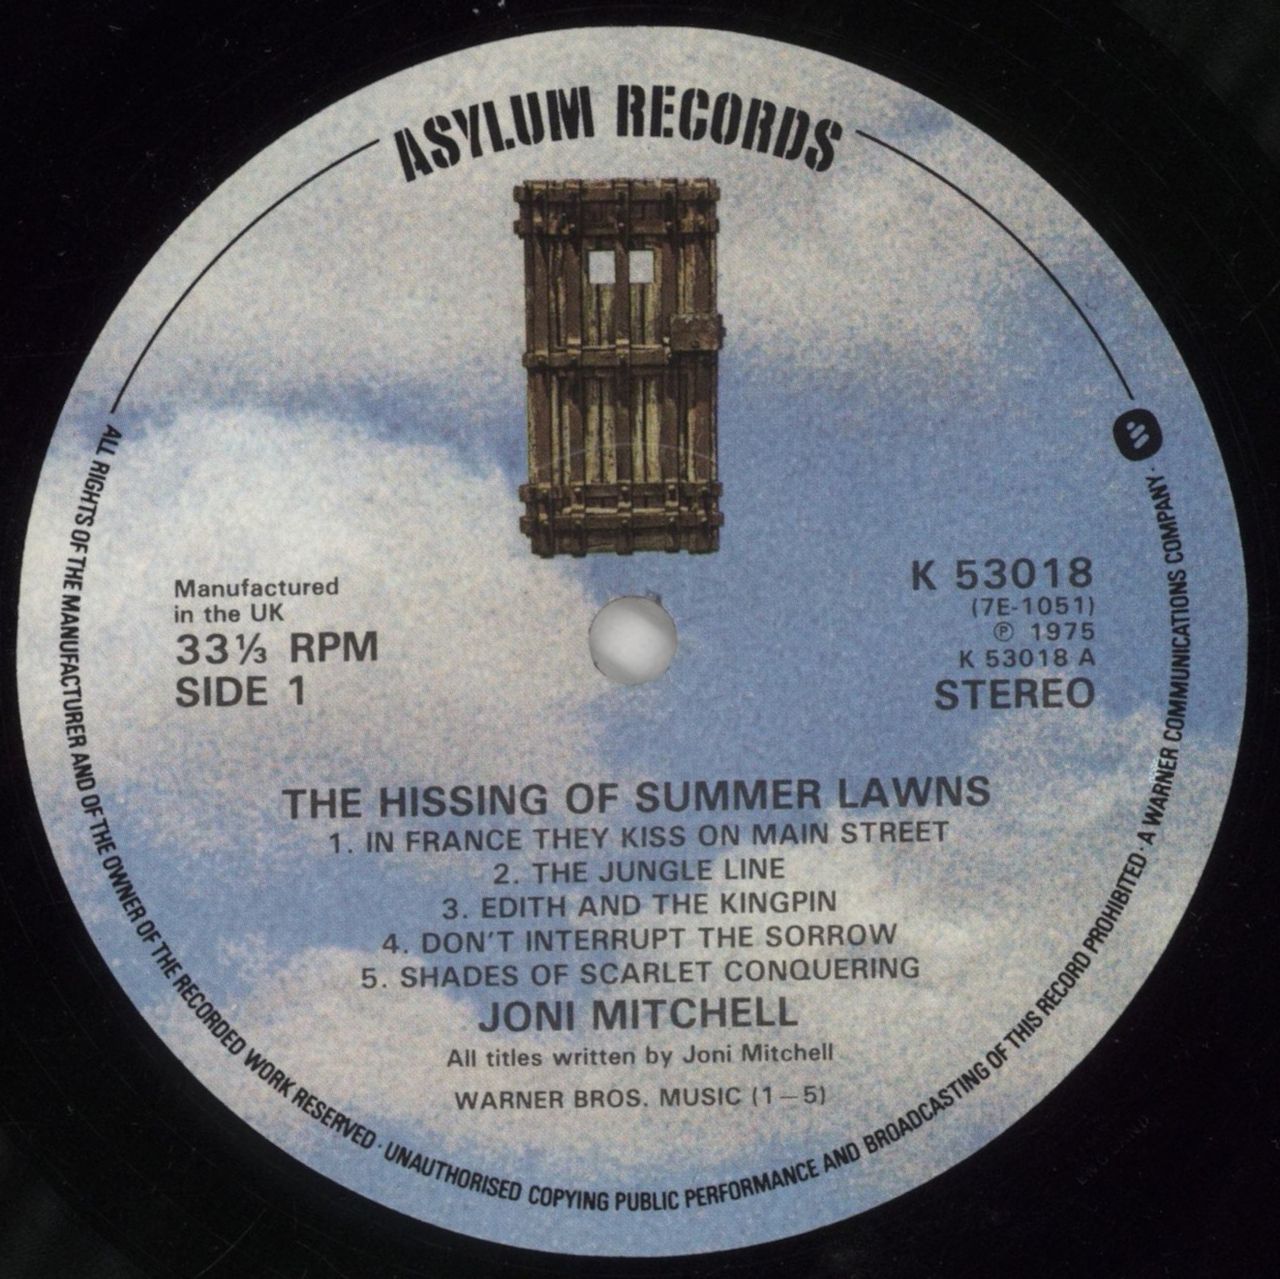 ASYLUM RECORDS
Manufactured
in the UK
33⅓ RPM
SIDE 1
K 53018
(7E-1051)
℗ 1975
K 53018 A
STEREO
THE HISSING OF SUMMER LAWNS
1. IN FRANCE THEY KISS ON MAIN STREET
2. THE JUNGLE LINE
3. EDITH AND THE KINGPIN
4. DON'T INTERRUPT THE SORROW
5. SHADES OF SCARLET CONQUERING
JONI MITCHELL
All titles written by Joni Mitchell
WARNER BROS. MUSIC (1–5)
ALL RIGHTS OF THE MANUFACTURER AND OF THE OWNER OF THE RECORDED WORK RESERVED · UNAUTHORISED COPYING PUBLIC PERFORMANCE AND BROADCASTING OF THIS RECORD PROHIBITED · A WARNER COMMUNICATIONS COMPANY ·